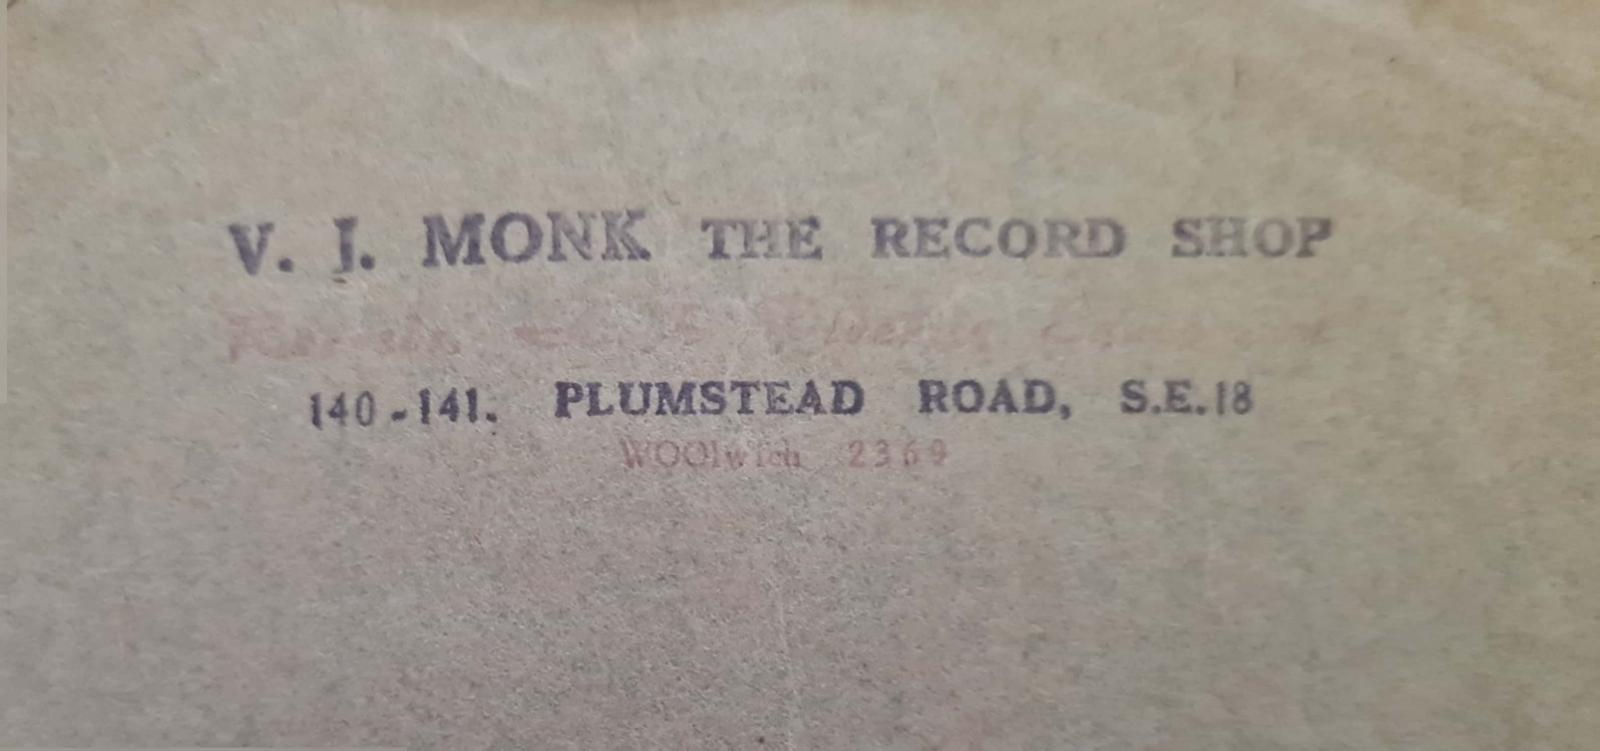 V. J. MONK THE RECORD SHOP
140-141. PLUMSTEAD ROAD, S.E.18
WOOlwich 2369